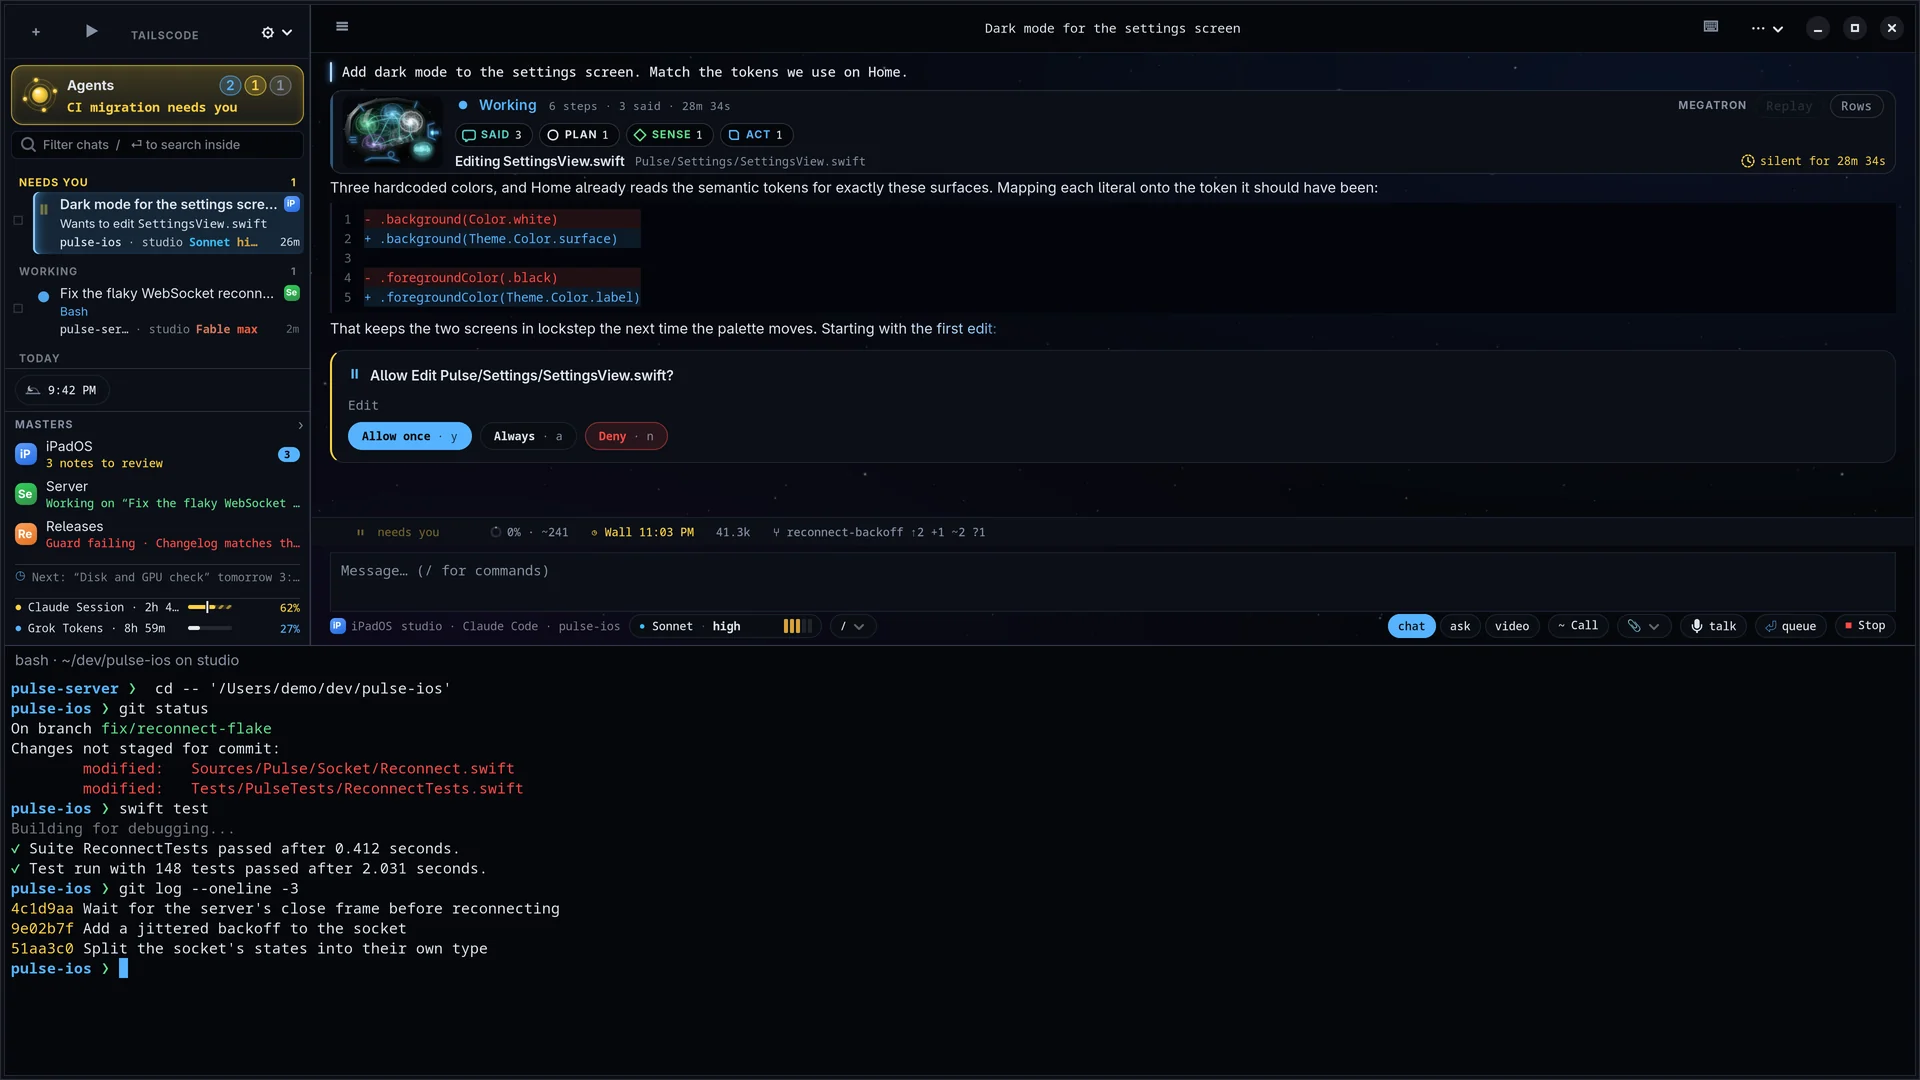 TAILSCODE
Agents 2 1 1
CI migration needs you
Filter chats / ⏎ to search inside
NEEDS YOU 1
Dark mode for the settings scre… iP
Wants to edit SettingsView.swift
pulse-ios · studio Sonnet hi… 26m
WORKING 1
Fix the flaky WebSocket reconn… Se
Bash
pulse-ser… · studio Fable max 2m
TODAY
9:42 PM
MASTERS ›
iP iPadOS
3 notes to review 3
Se Server
Working on “Fix the flaky WebSocket …
Re Releases
Guard failing · Changelog matches th…
Next: “Disk and GPU check” tomorrow 3:…
Claude Session · 2h 4… 62%
Grok Tokens · 8h 59m 27%
Dark mode for the settings screen
Add dark mode to the settings screen. Match the tokens we use on Home.
Working 6 steps · 3 said · 28m 34s MEGATRON Replay Rows
SAID 3 PLAN 1 SENSE 1 ACT 1
Editing SettingsView.swift Pulse/Settings/SettingsView.swift silent for 28m 34s
Three hardcoded colors, and Home already reads the semantic tokens for exactly these surfaces. Mapping each literal onto the token it should have been:
1 - .background(Color.white)
2 + .background(Theme.Color.surface)
3
4 - .foregroundColor(.black)
5 + .foregroundColor(Theme.Color.label)
That keeps the two screens in lockstep the next time the palette moves. Starting with the first edit:
Allow Edit Pulse/Settings/SettingsView.swift?
Edit
Allow once · y Always · a Deny · n
needs you 0% · ~241 Wall 11:03 PM 41.3k reconnect-backoff ↑2 +1 ~2 ?1
Message… (/ for commands)
iP iPadOS studio · Claude Code · pulse-ios Sonnet · high / chat ask video ~ Call talk queue Stop
bash · ~/dev/pulse-ios on studio
pulse-server ❯ cd -- '/Users/demo/dev/pulse-ios'
pulse-ios ❯ git status
On branch fix/reconnect-flake
Changes not staged for commit:
modified: Sources/Pulse/Socket/Reconnect.swift
modified: Tests/PulseTests/ReconnectTests.swift
pulse-ios ❯ swift test
Building for debugging...
✓ Suite ReconnectTests passed after 0.412 seconds.
✓ Test run with 148 tests passed after 2.031 seconds.
pulse-ios ❯ git log --oneline -3
4c1d9aa Wait for the server's close frame before reconnecting
9e02b7f Add a jittered backoff to the socket
51aa3c0 Split the socket's states into their own type
pulse-ios ❯